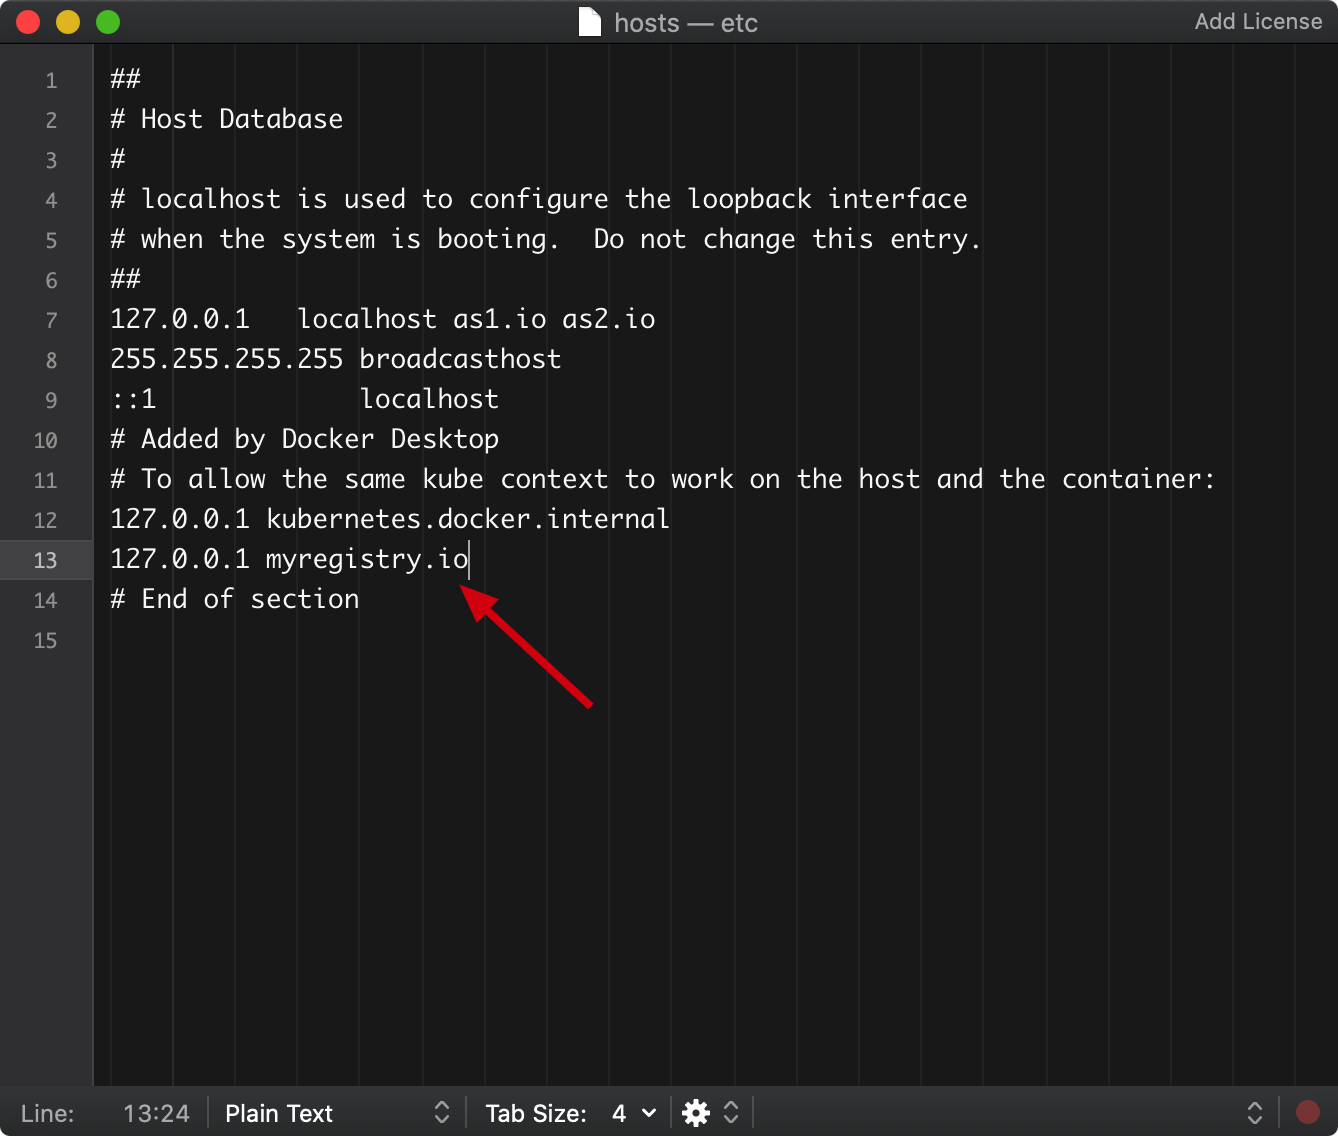 hosts — etc
Add License
1 ##
2 # Host Database
3 #
4 # localhost is used to configure the loopback interface
5 # when the system is booting.  Do not change this entry.
6 ##
7 127.0.0.1   localhost as1.io as2.io
8 255.255.255.255 broadcasthost
9 ::1             localhost
10 # Added by Docker Desktop
11 # To allow the same kube context to work on the host and the container:
12 127.0.0.1 kubernetes.docker.internal
13 127.0.0.1 myregistry.io
14 # End of section
15
Line: 13:24 Plain Text Tab Size: 4